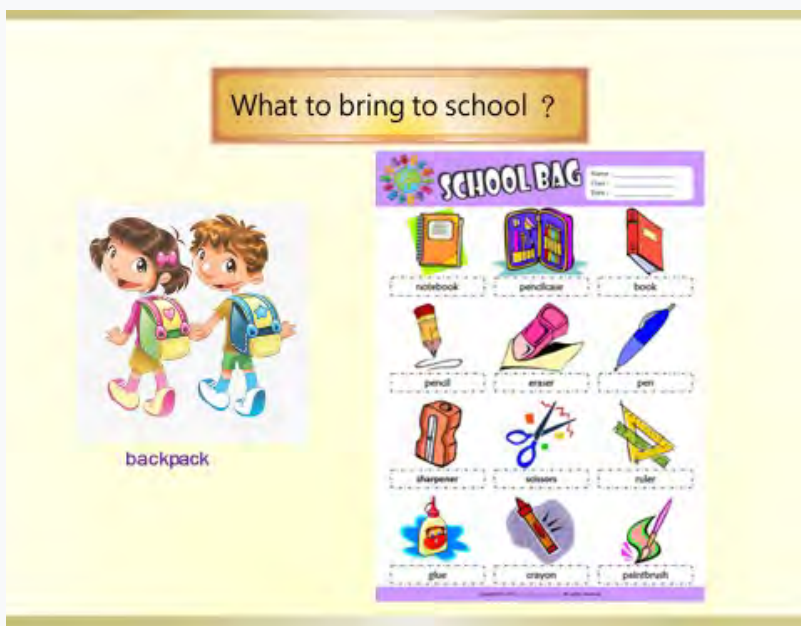 What to bring to school ?
SCHOOL BAG
Name :
Class :
Date :
notebook pencilcase book
pencil eraser pen
sharpener scissors ruler
glue crayon paintbrush
backpack